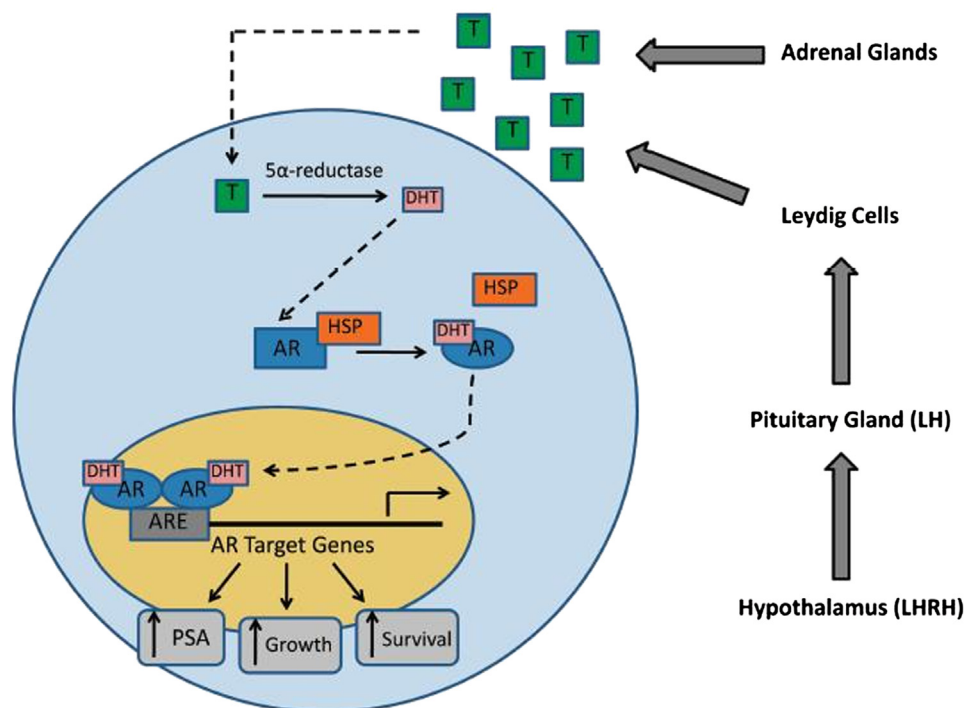 T
T
T
Adrenal Glands
T
T
T
T
5α-reductase
T
DHT
Leydig Cells
HSP
HSP
DHT
AR
AR
Pituitary Gland (LH)
DHT
DHT
AR
AR
ARE
AR Target Genes
Hypothalamus (LHRH)
PSA
Growth
Survival